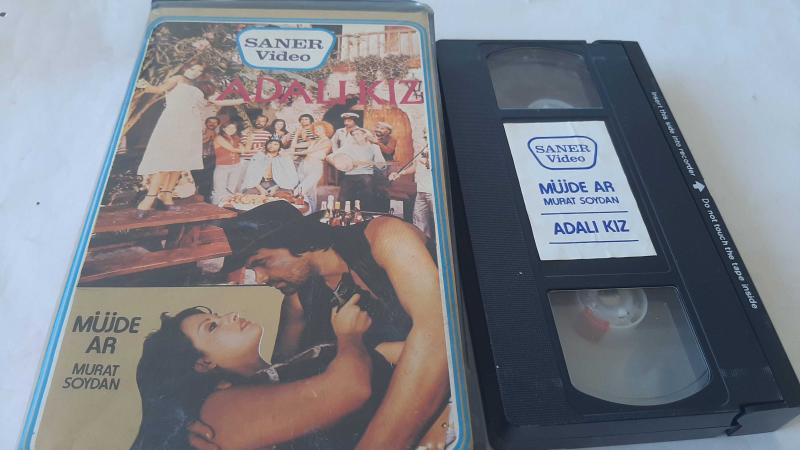 SANER
Video
ADALI KIZ
MÜJDE
AR
MURAT
SOYDAN
SANER
Video
MÜJDE AR
MURAT SOYDAN
ADALI KIZ
Insert this side into recorder
Do not touch the tape inside